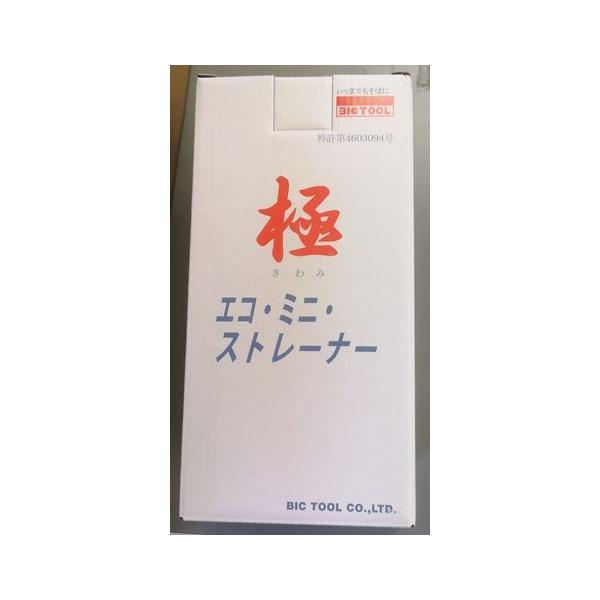 いつまでもそばに
BIC TOOL
特許第4603094号
極
きわみ
エコ・ミニ・
ストレーナー
BIC TOOL CO.,LTD.